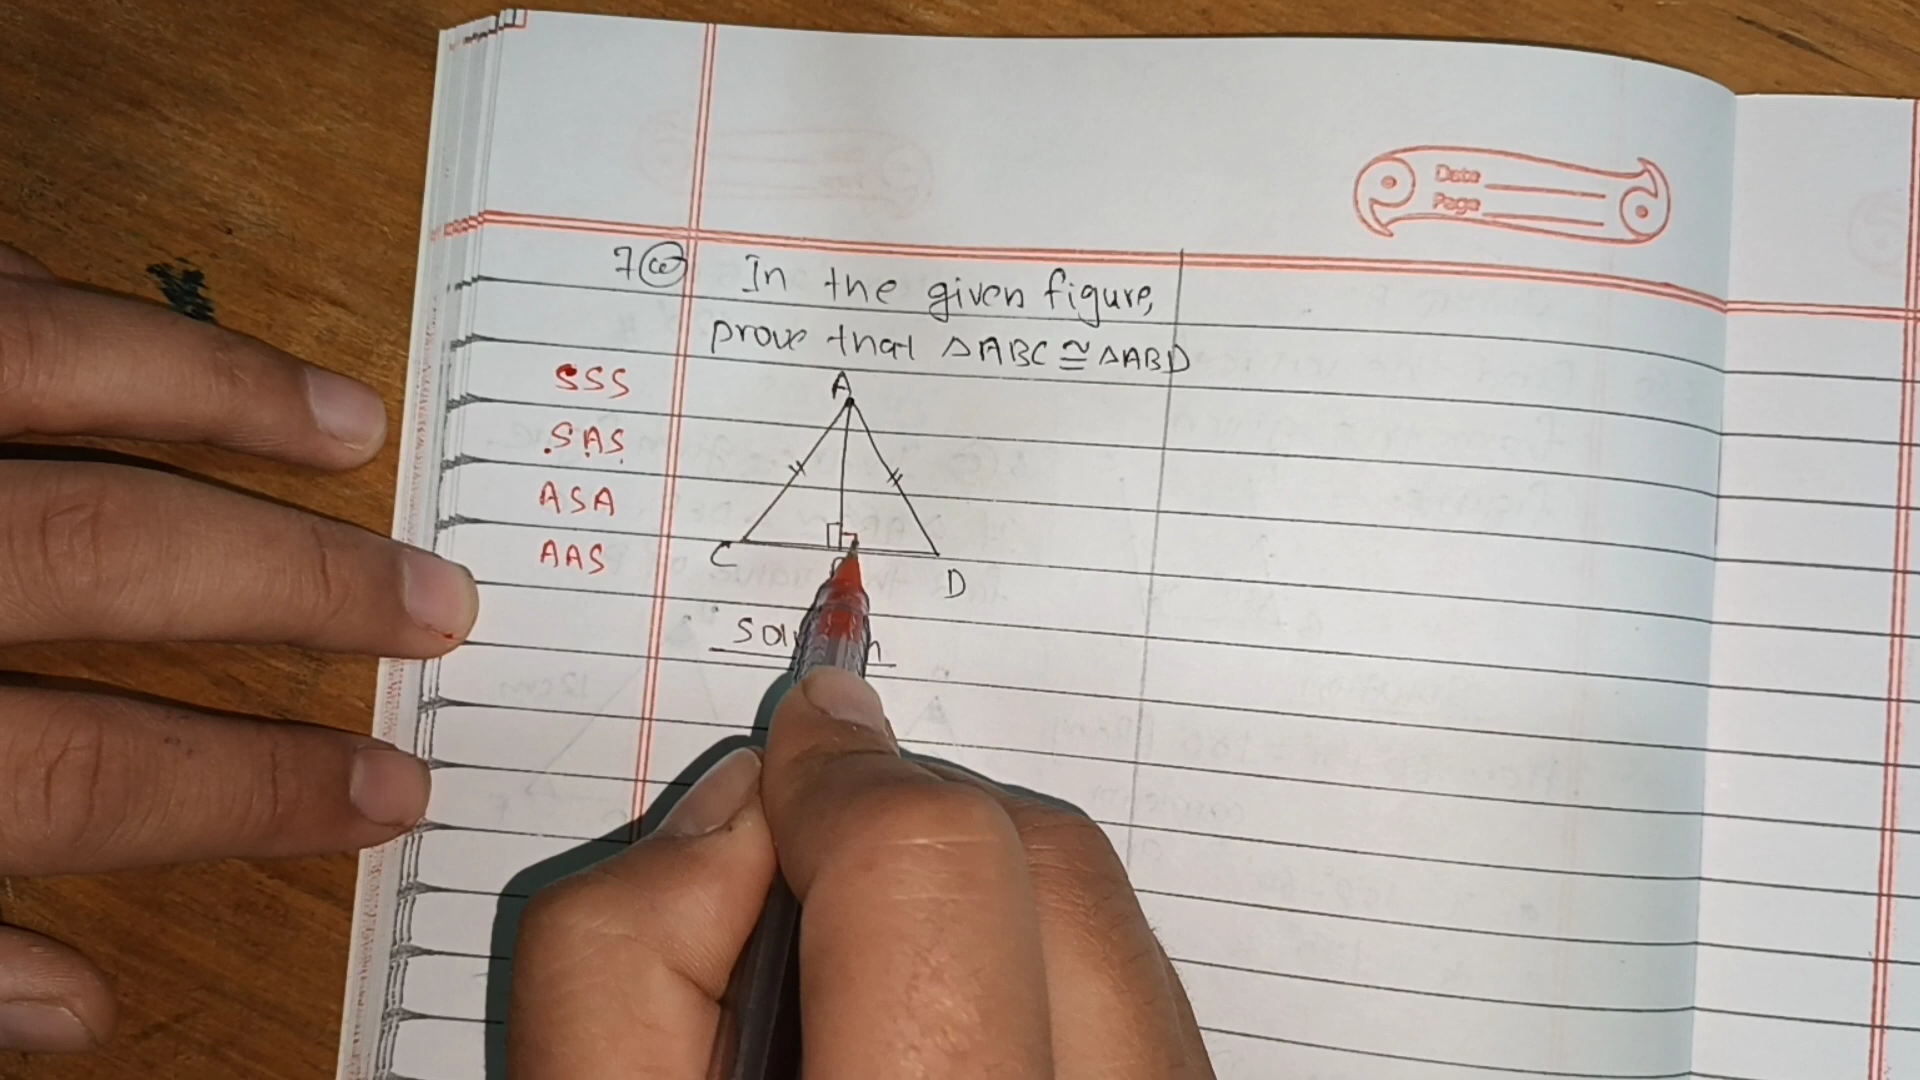 Date
Page
7
In the given figure,
prove that △ABC ≅ △ABD
SSS
SAS
ASA
AAS
A
C
D